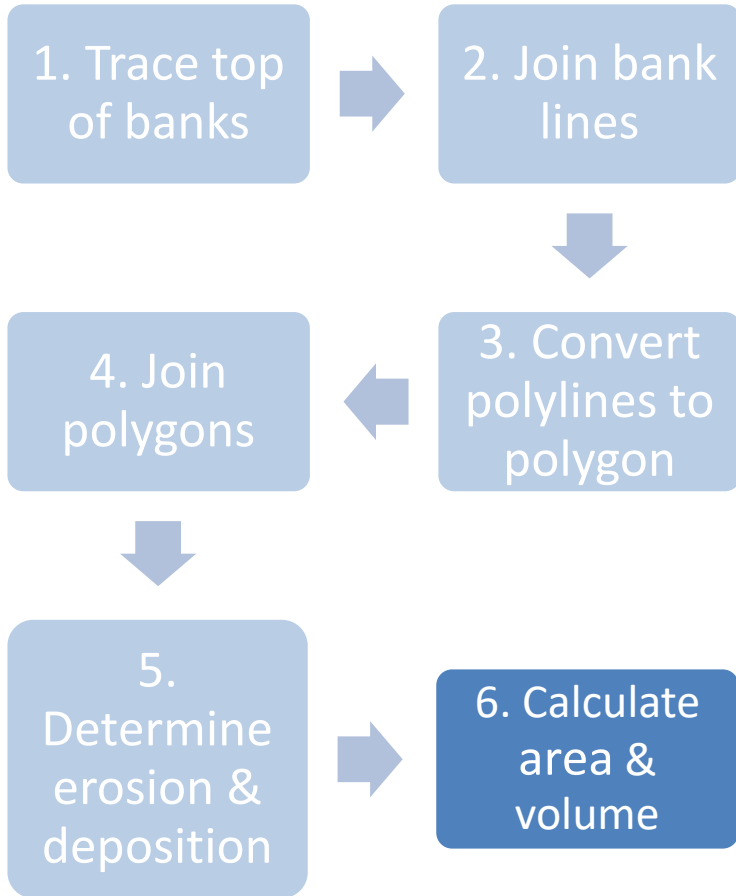 1. Trace top
of banks
2. Join bank
lines
3. Convert
polylines to
polygon
4. Join
polygons
5.
Determine
erosion &
deposition
6. Calculate
area &
volume